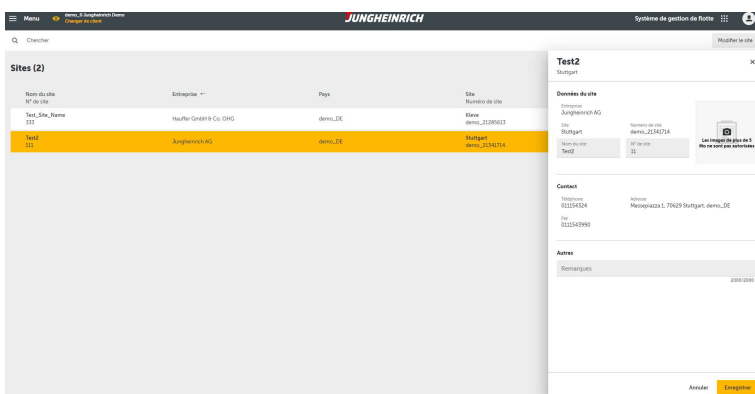 Menu
demo_0 Jungheinrich Demo
Changer de client
JUNGHEINRICH
Système de gestion de flotte
Chercher
Modifier le site
Sites (2)
Nom du site
N° de site
Entreprise
Pays
Site
Numéro de site
Test_Site_Name
333
Hauffler GmbH & Co. OHG
demo_DE
Kleve
demo_21285613
Test2
111
Jungheinrich AG
demo_DE
Stuttgart
demo_21341714
Test2
Stuttgart
Données du site
Entreprise
Jungheinrich AG
Site
Stuttgart
Numéro de site
demo_21341714
Nom du site
Test2
N° de site
11
Les images de plus de 5
Mo ne sont pas autorisées
Contact
Téléphone
011154324
Adresse
Messepiazza 1, 70629 Stuttgart, demo_DE
Fax
0111543990
Autres
Remarques
2000/2000
Annuler
Enregistrer